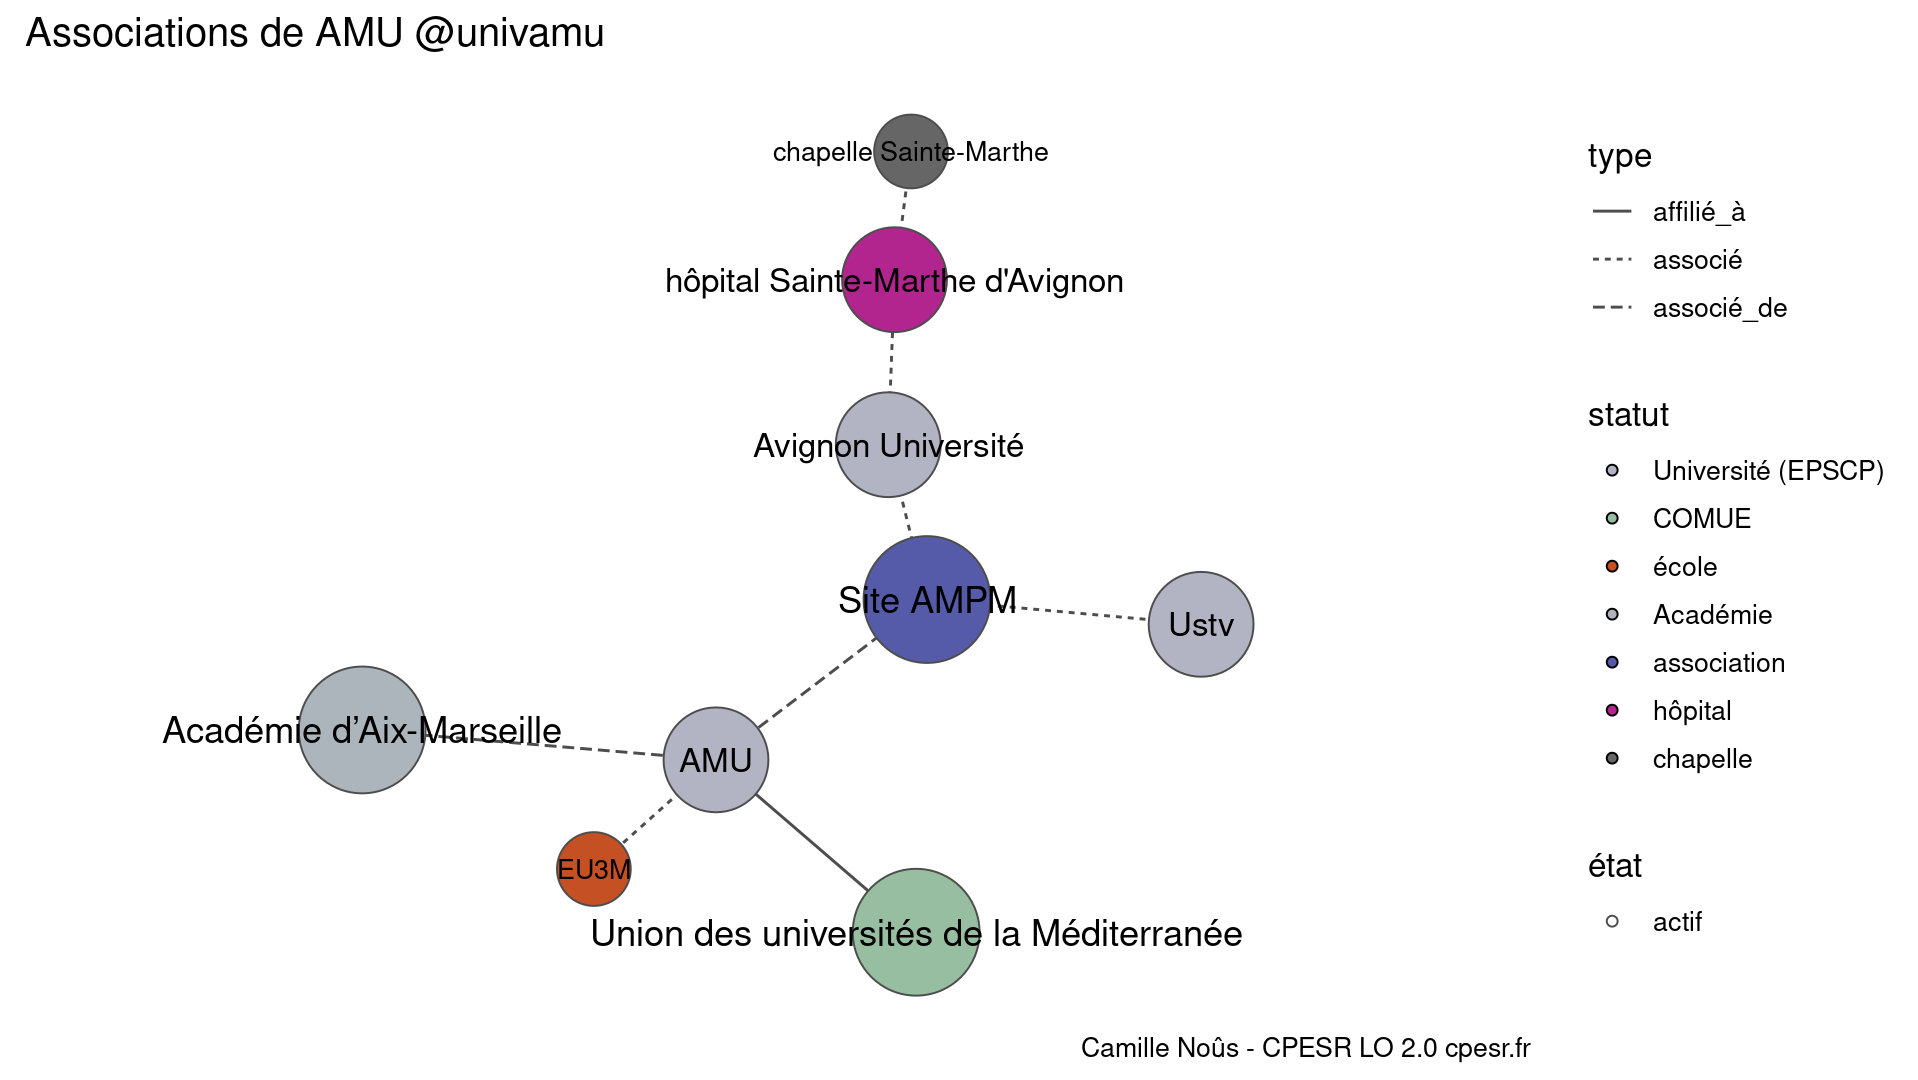 Associations de AMU @univamu
chapelle Sainte-Marthe
hôpital Sainte-Marthe d'Avignon
Avignon Université
Site AMPM
Ustv
Académie d’Aix-Marseille
AMU
EU3M
Union des universités de la Méditerranée
type
affilié_à
associé
associé_de
statut
Université (EPSCP)
COMUE
école
Académie
association
hôpital
chapelle
état
actif
Camille Noûs - CPESR LO 2.0 cpesr.fr